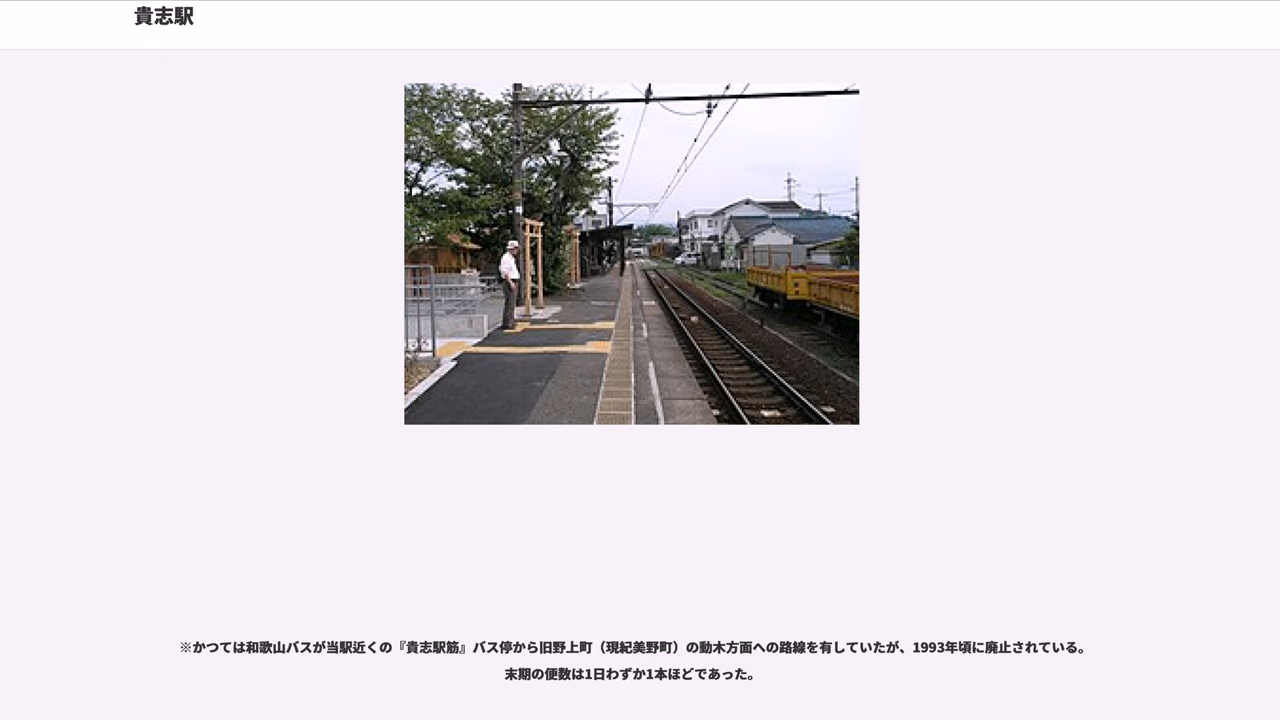 貴志駅
※かつては和歌山バスが当駅近くの『貴志駅筋』バス停から旧野上町（現紀美野町）の動木方面への路線を有していたが、1993年頃に廃止されている。
末期の便数は1日わずか1本ほどであった。